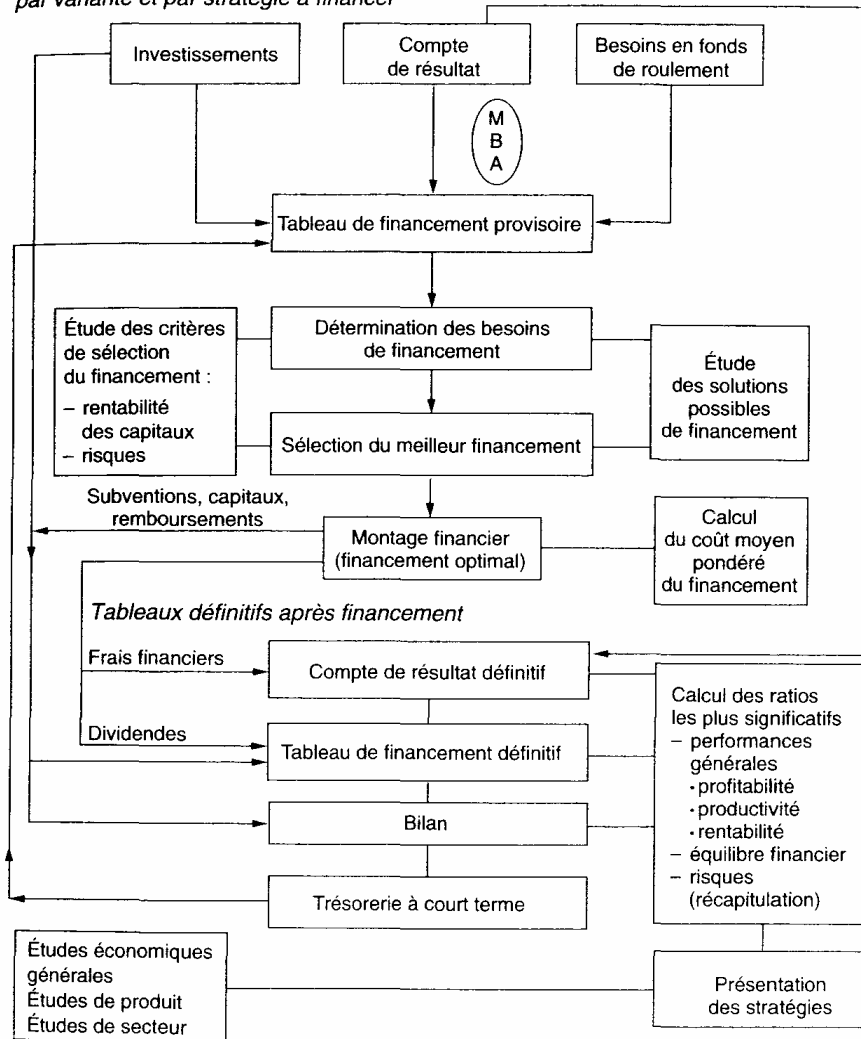 par variante et par stratégie à financer
Investissements
Compte
de résultat
Besoins en fonds
de roulement
M
B
A
Tableau de financement provisoire
Étude des critères
de sélection
du financement :
– rentabilité
des capitaux
– risques
Détermination des besoins
de financement
Étude
des solutions
possibles
de financement
Sélection du meilleur financement
Subventions, capitaux,
remboursements
Montage financier
(financement optimal)
Calcul
du coût moyen
pondéré
du financement
Tableaux définitifs après financement
Frais financiers
Compte de résultat définitif
Dividendes
Tableau de financement définitif
Bilan
Trésorerie à court terme
Calcul des ratios
les plus significatifs
– performances
générales
· profitabilité
· productivité
· rentabilité
– équilibre financier
– risques
(récapitulation)
Études économiques
générales
Études de produit
Études de secteur
Présentation
des stratégies